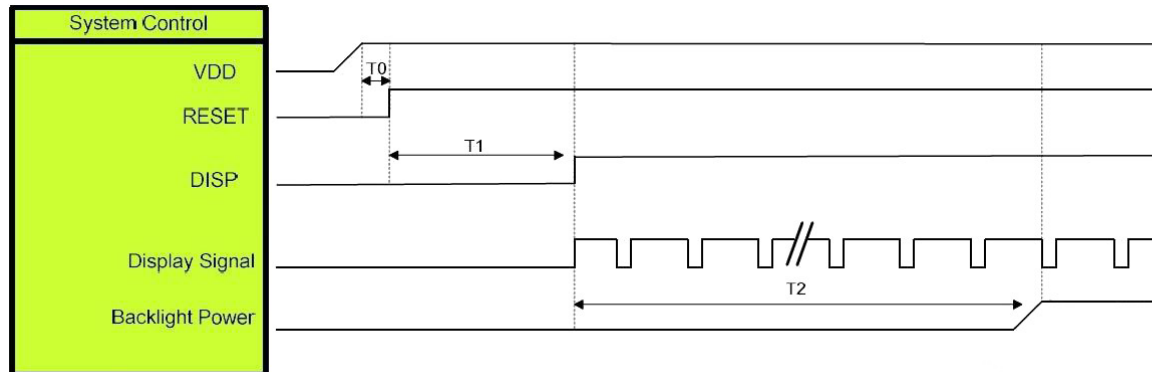 System Control
VDD
T0
RESET
T1
DISP
Display Signal
T2
Backlight Power